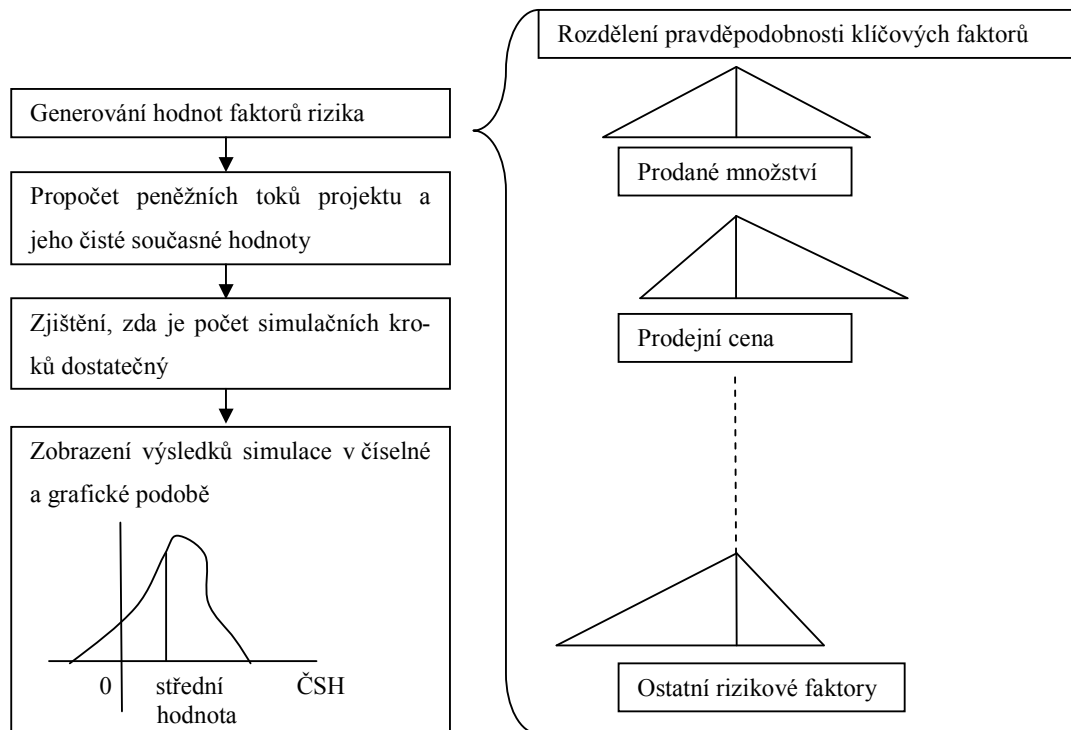 Generování hodnot faktorů rizika
Propočet peněžních toků projektu a
jeho čisté současné hodnoty
Zjištění, zda je počet simulačních kro-
ků dostatečný
Zobrazení výsledků simulace v číselné
a grafické podobě
0
střední
hodnota
ČSH
Rozdělení pravděpodobnosti klíčových faktorů
Prodané množství
Prodejní cena
Ostatní rizikové faktory